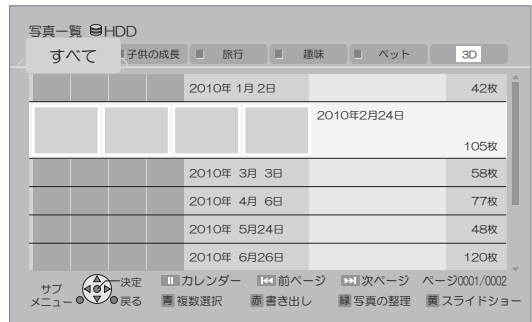 写真一覧 HDD
すべて 子供の成長 旅行 趣味 ペット 3D
2010年 1月 2日 42枚
2010年2月24日
105枚
2010年 3月 3日 58枚
2010年 4月 6日 77枚
2010年 5月24日 48枚
2010年 6月26日 120枚
サブメニュー 決定 戻る
カレンダー 前ページ 次ページ ページ0001/0002
青 複数選択 赤 書き出し 緑 写真の整理 黄 スライドショー